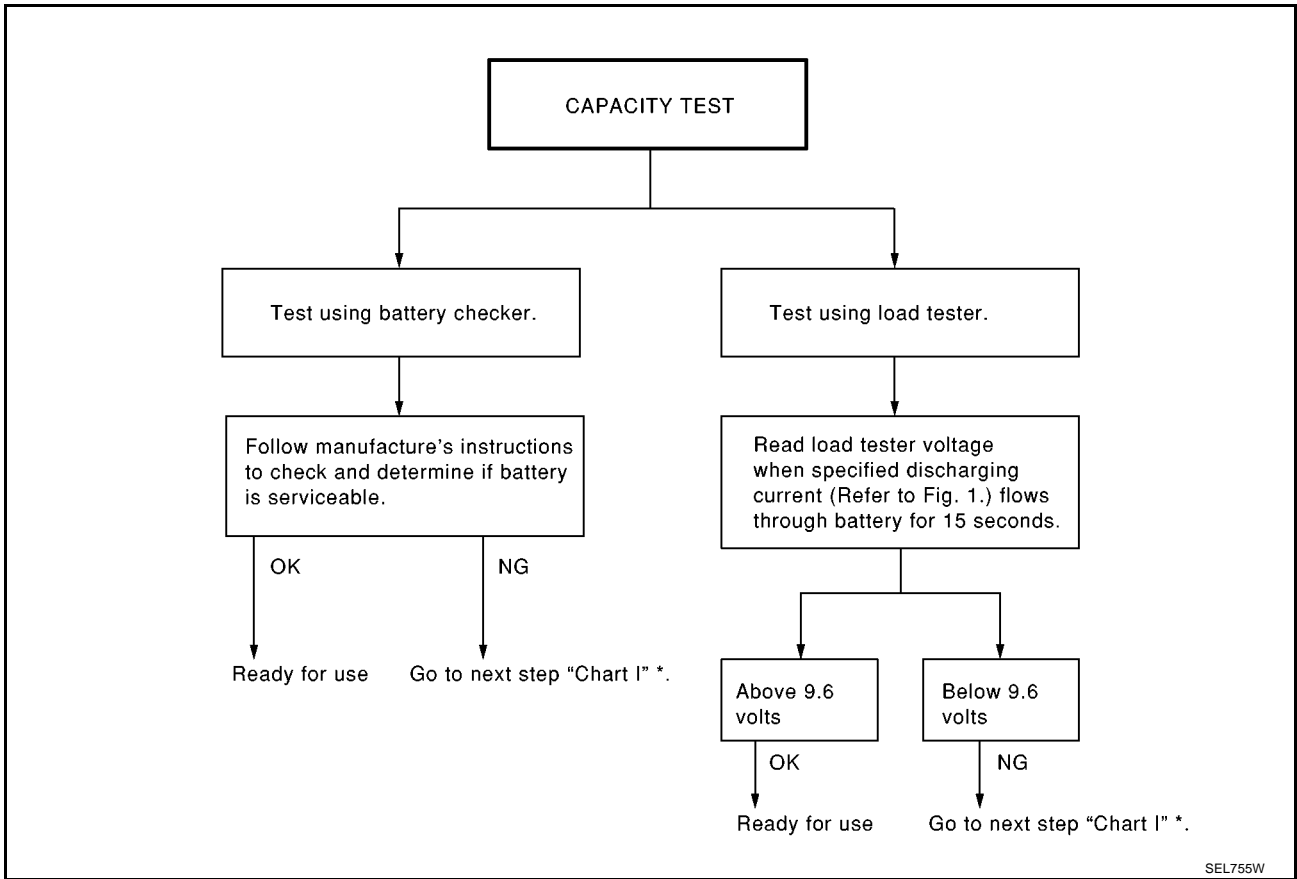 CAPACITY TEST
Test using battery checker.
Test using load tester.
Follow manufacture's instructions
to check and determine if battery
is serviceable.
Read load tester voltage
when specified discharging
current (Refer to Fig. 1.) flows
through battery for 15 seconds.
OK
NG
Ready for use
Go to next step “Chart I” *.
Above 9.6
volts
Below 9.6
volts
OK
NG
Ready for use
Go to next step “Chart I” *.
SEL755W